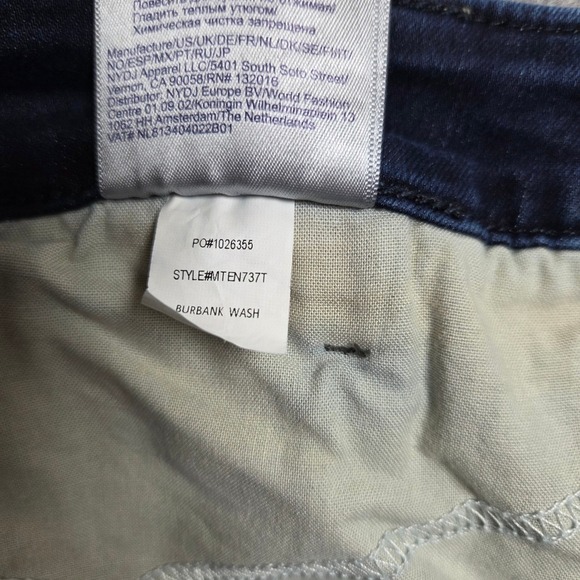 Гладить теплым утюгом/
Химическая чистка запрещена
Manufacture/US/UK/DE/FR/NL/DK/SE/FI/IT/
NO/ESP/MX/PT/RU/JP
NYDJ Apparel LLC/5401 South Soto Street/
Vernon, CA 90058/RN# 132016
Distributor, NYDJ Europe BV/World Fashion
Centre 01.09.02/Koningin Wilhelminaplein 13
1062 HH Amsterdam/The Netherlands
VAT# NL813404022B01
PO#1026355
STYLE#MTEN737T
BURBANK WASH